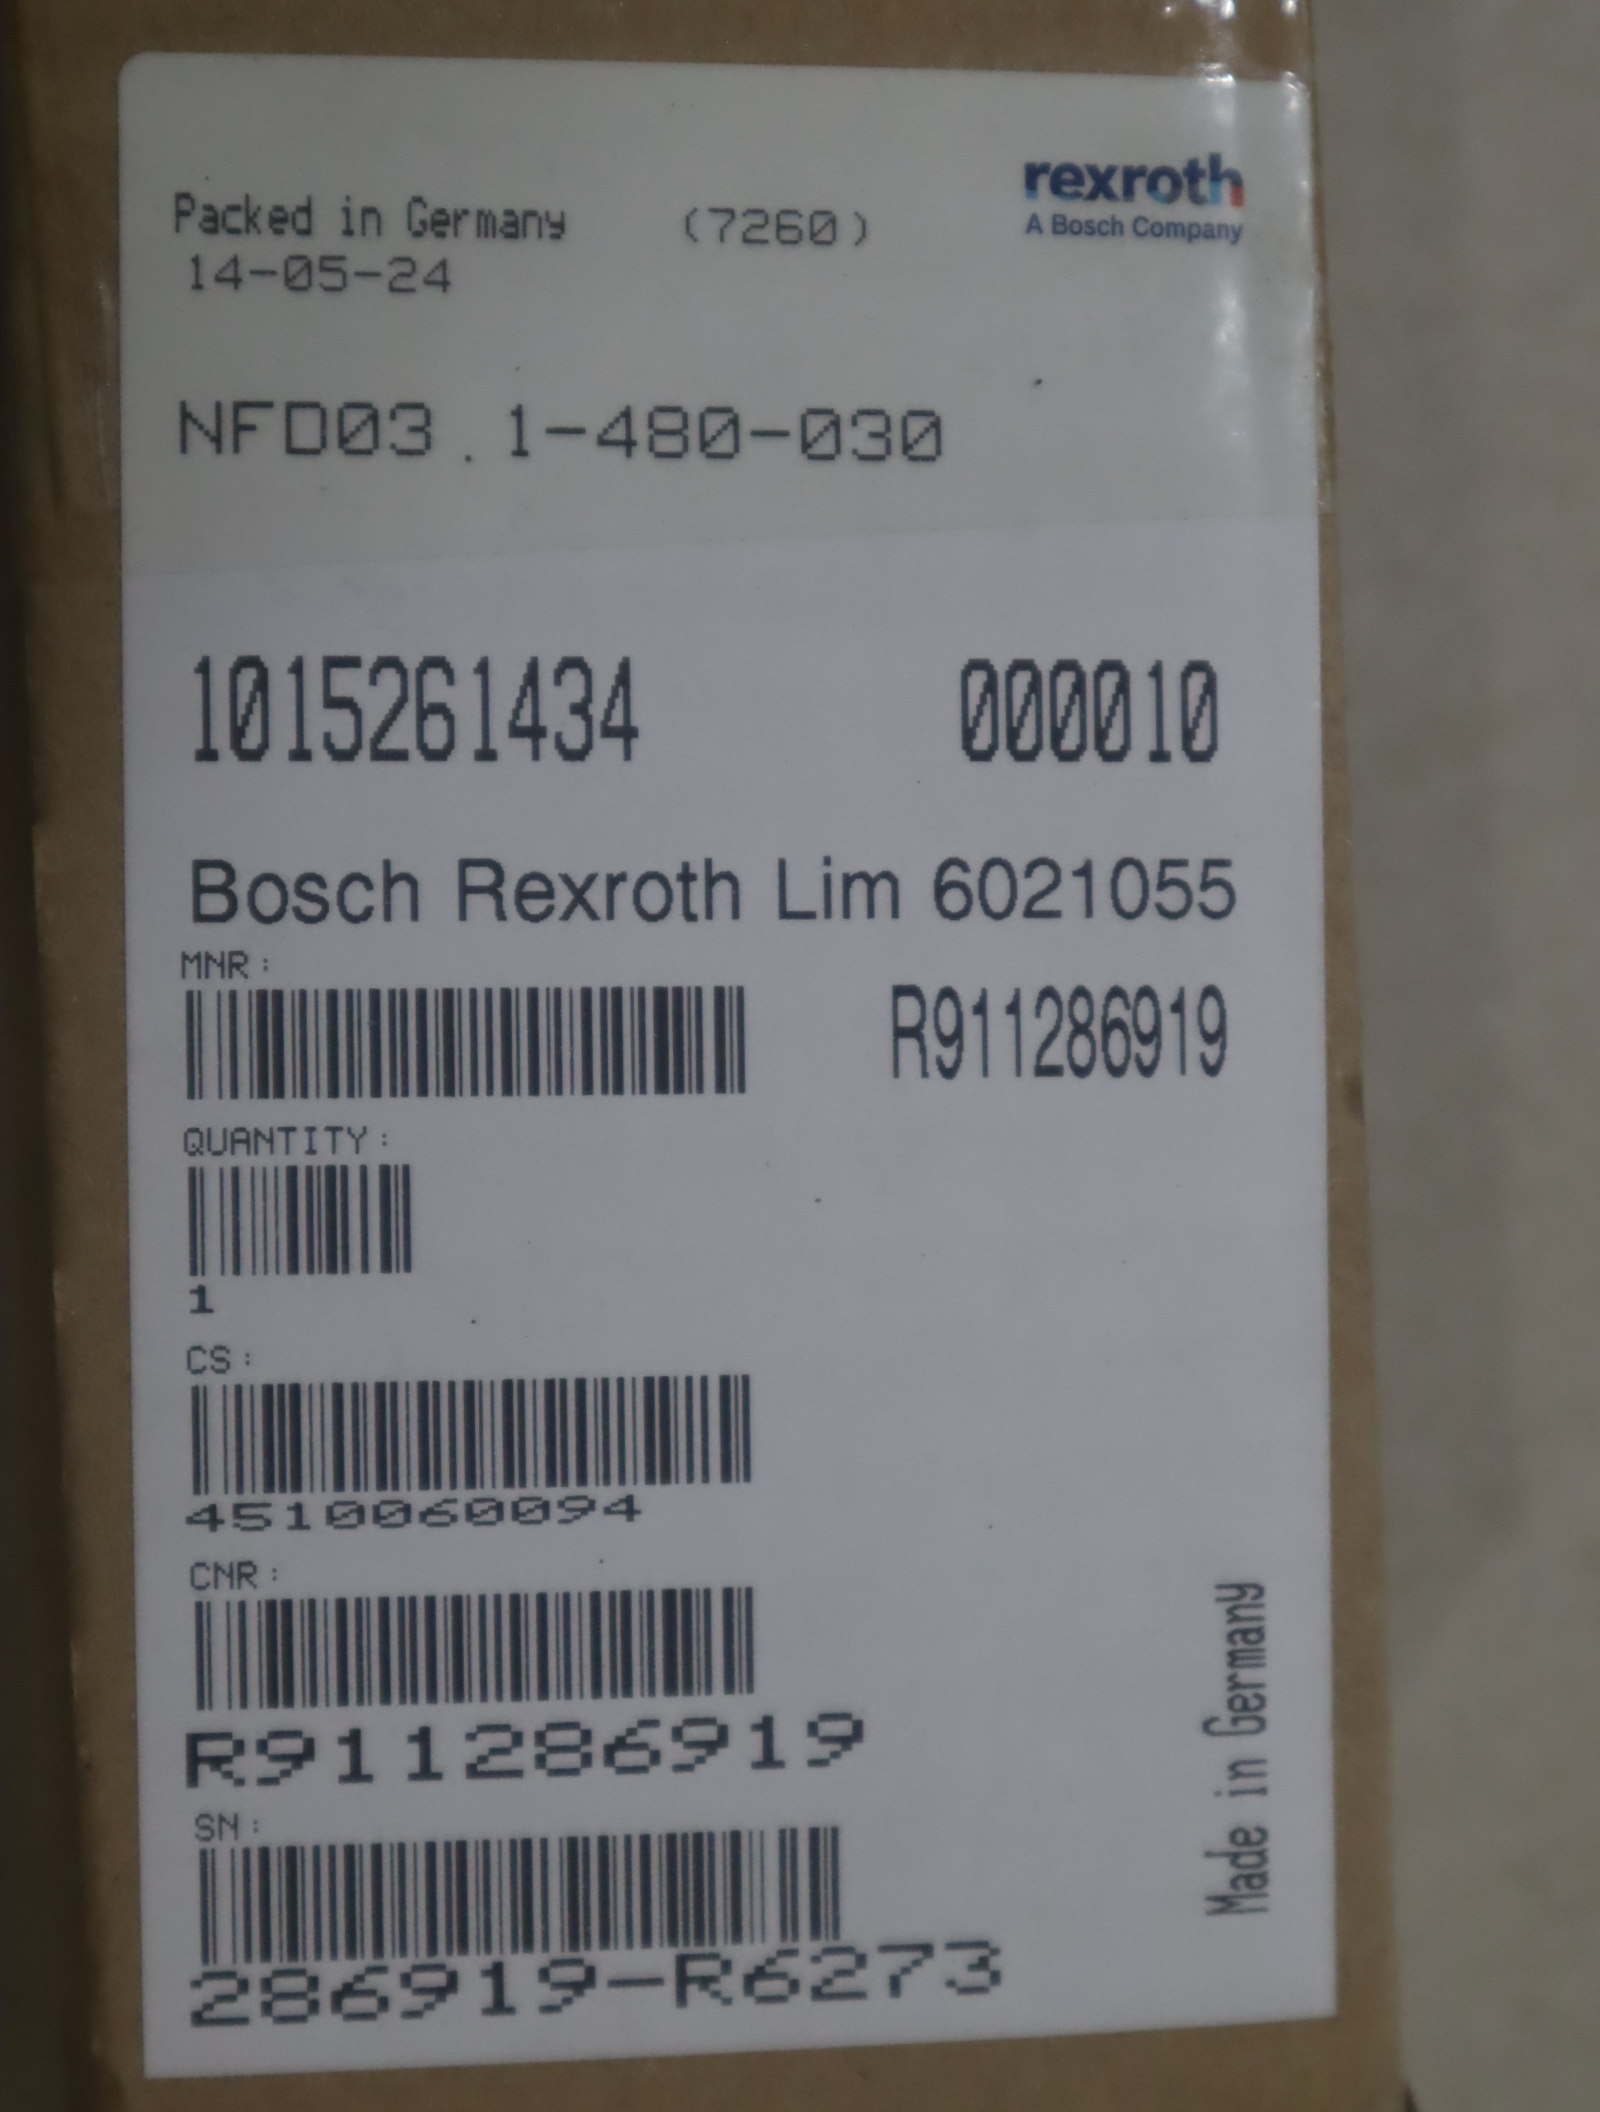 rexroth
A Bosch Company
Packed in Germany (7260)
14-05-24
NFD03.1-480-030
1015261434 000010
Bosch Rexroth Lim 6021055
MNR:
R911286919
QUANTITY:
1
CS:
4510060094
CNR:
R911286919
SN:
286919-R6273
Made in Germany